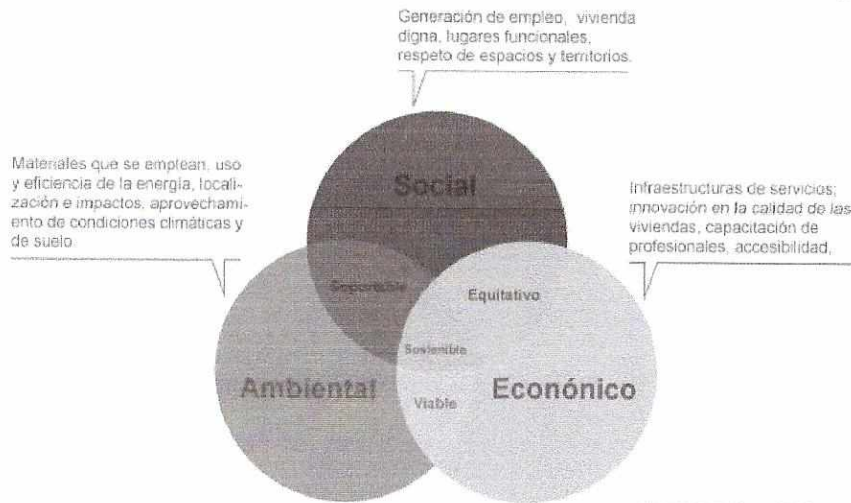 Generación de empleo, vivienda
digna, lugares funcionales,
respeto de espacios y territorios.
Materiales que se emplean, uso
y eficiencia de la energía, locali-
zación e impactos, aprovechami-
ento de condiciones climáticas y
de suelo
Social
Infraestructuras de servicios;
innovación en la calidad de las
viviendas, capacitación de
profesionales, accesibilidad.
Soportable
Equitativo
Sostenible
Ambiental
Viable
Econónico